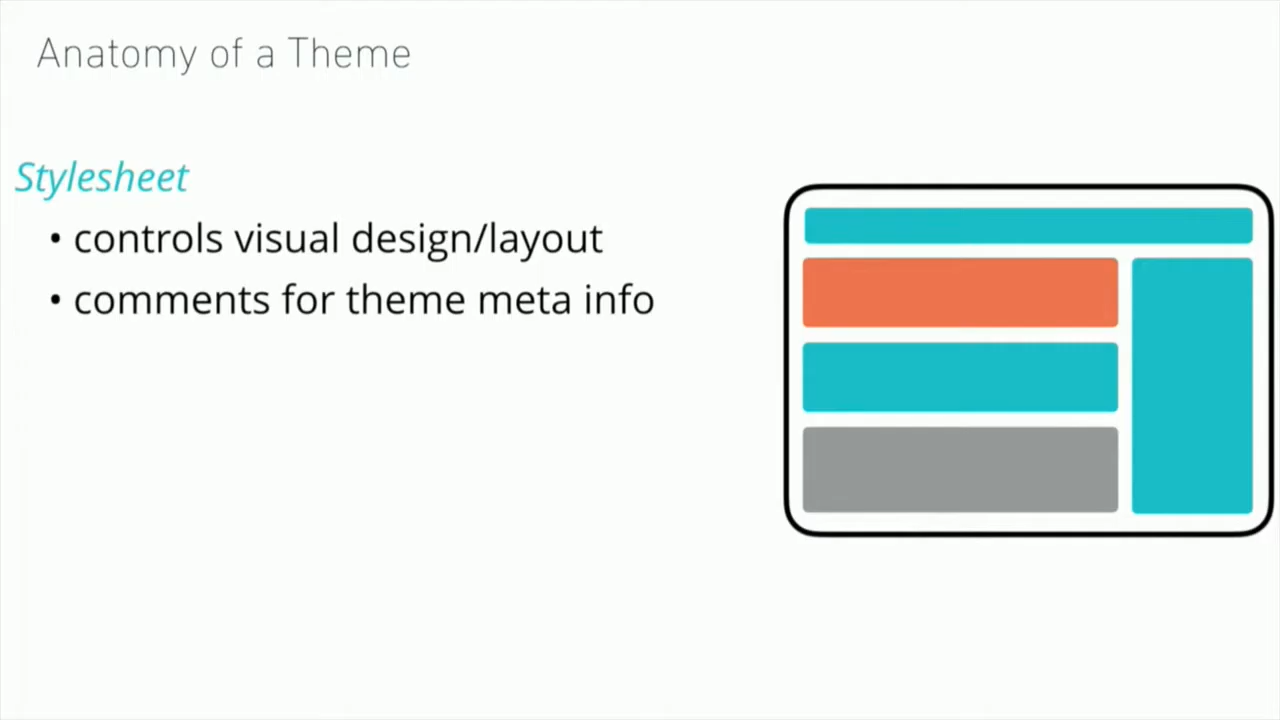 Anatomy of a Theme
Stylesheet
• controls visual design/layout
• comments for theme meta info